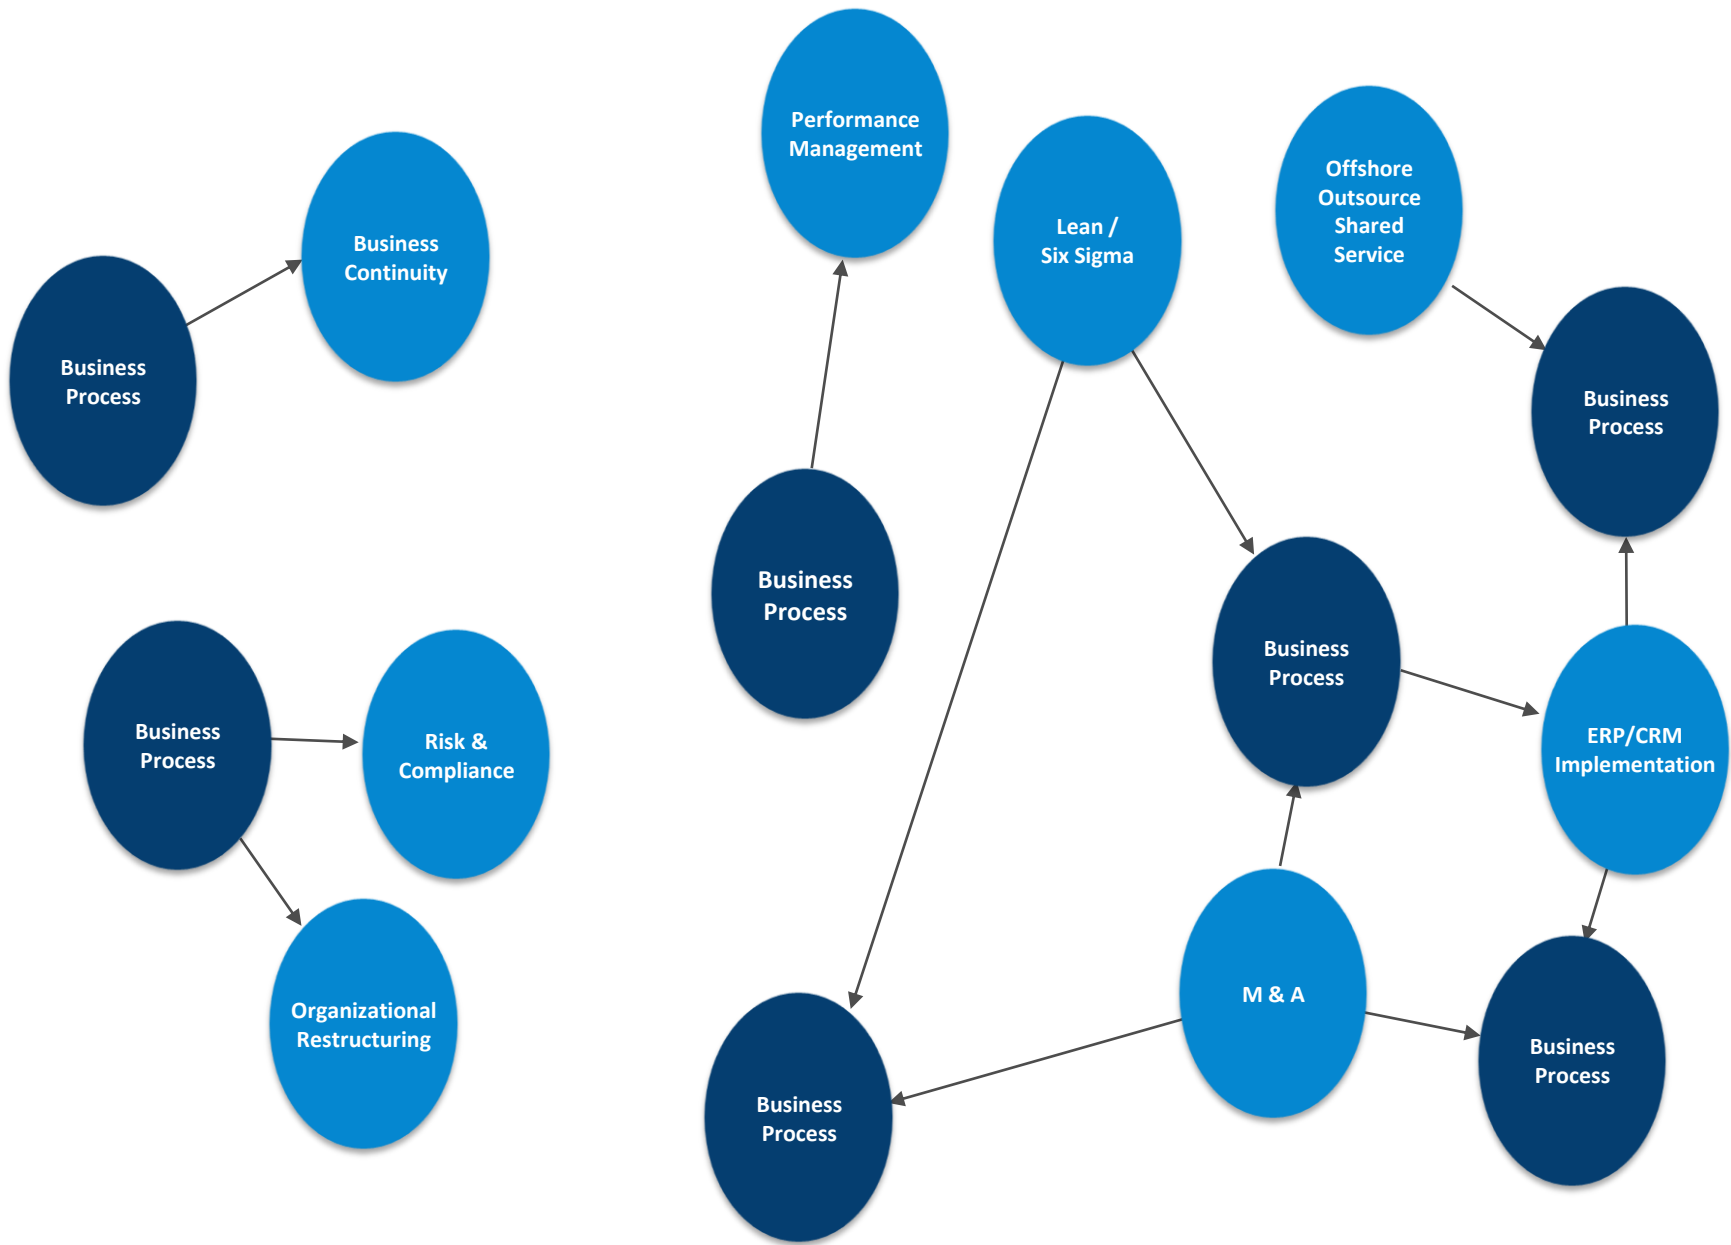 Performance
Management
Offshore
Outsource
Shared
Service
Lean /
Six Sigma
Business
Continuity
Business
Process
Business
Process
Business
Process
Business
Process
Business
Process
Risk &
Compliance
ERP/CRM
Implementation
Organizational
Restructuring
M & A
Business
Process
Business
Process